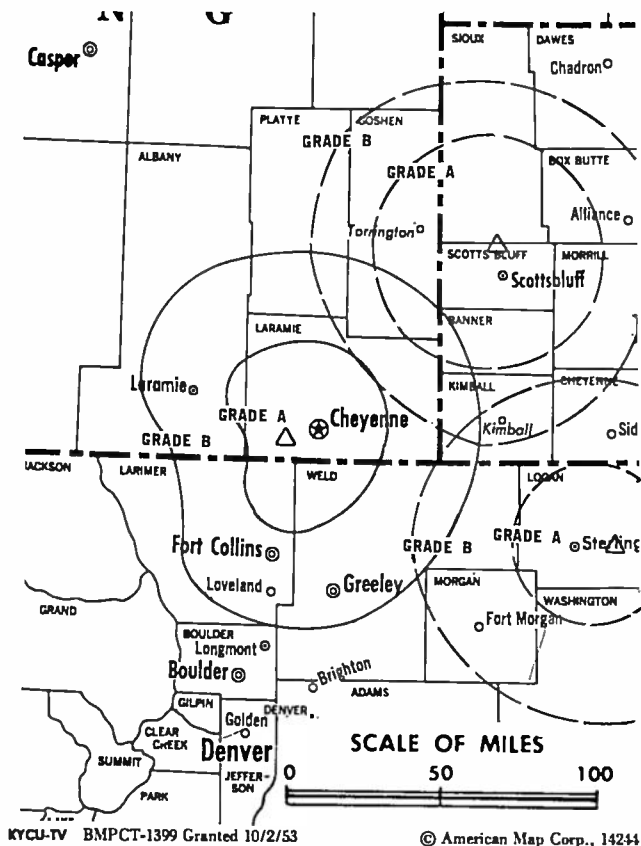 N G
Casper
SIOUX
DAWES
Chadron
PLATTE
GOSHEN
GRADE B
ALBANY
GRADE A
BOX BUTTE
Alliance
Torrington
SCOTTS BLUFF
MORRILL
Scottsbluff
BANNER
LARAMIE
KIMBALL
CHEYENNE
Laramie
GRADE A
Cheyenne
Kimball
Sid
GRADE B
JACKSON
LARIMER
WELD
LOGAN
GRADE A
Sterling
GRADE B
Fort Collins
Loveland
Greeley
MORGAN
WASHINGTON
GRAND
Fort Morgan
BOULDER
Longmont
Boulder
Brighton
ADAMS
GILPIN
DENVER
Golden
CLEAR CREEK
Denver
SCALE OF MILES
SUMMIT
JEFFER-
SON
0 50 100
PARK
KYCU-TV BMPCT-1399 Granted 10/2/53
© American Map Corp., 14244